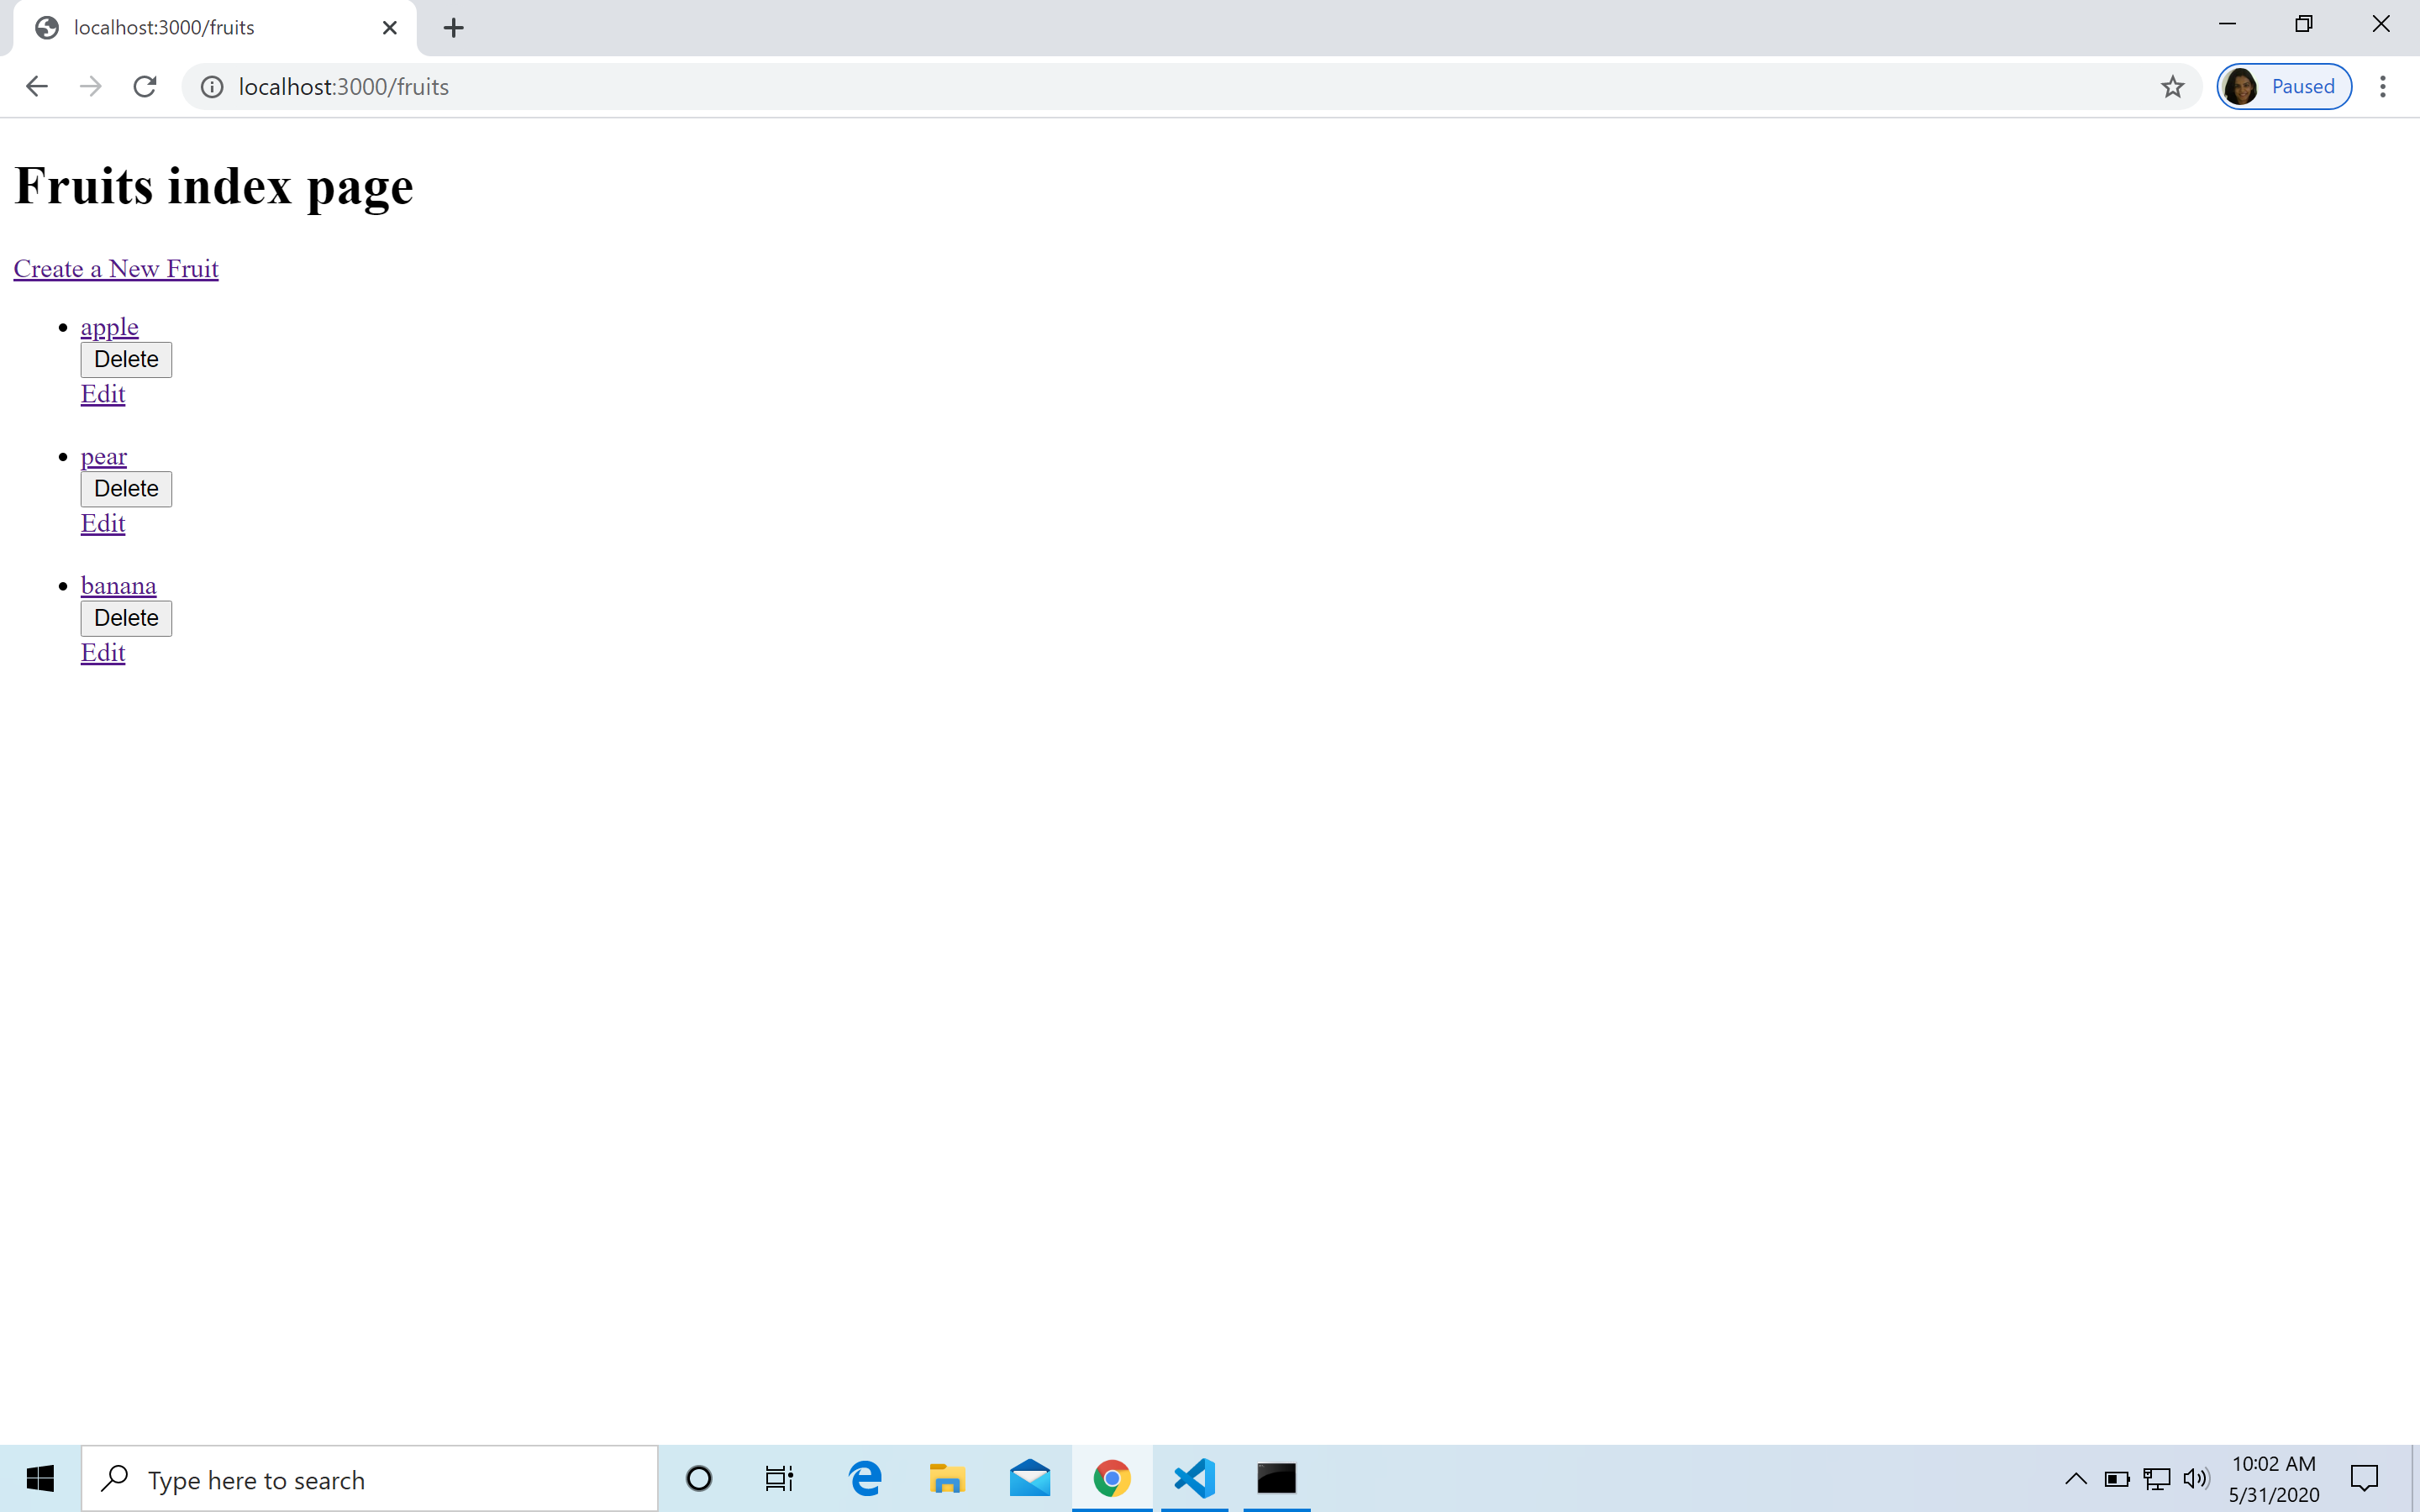 localhost:3000/fruits
localhost:3000/fruits
Paused
Fruits index page
Create a New Fruit
apple
Delete
Edit
pear
Delete
Edit
banana
Delete
Edit
Type here to search
10:02 AM
5/31/2020